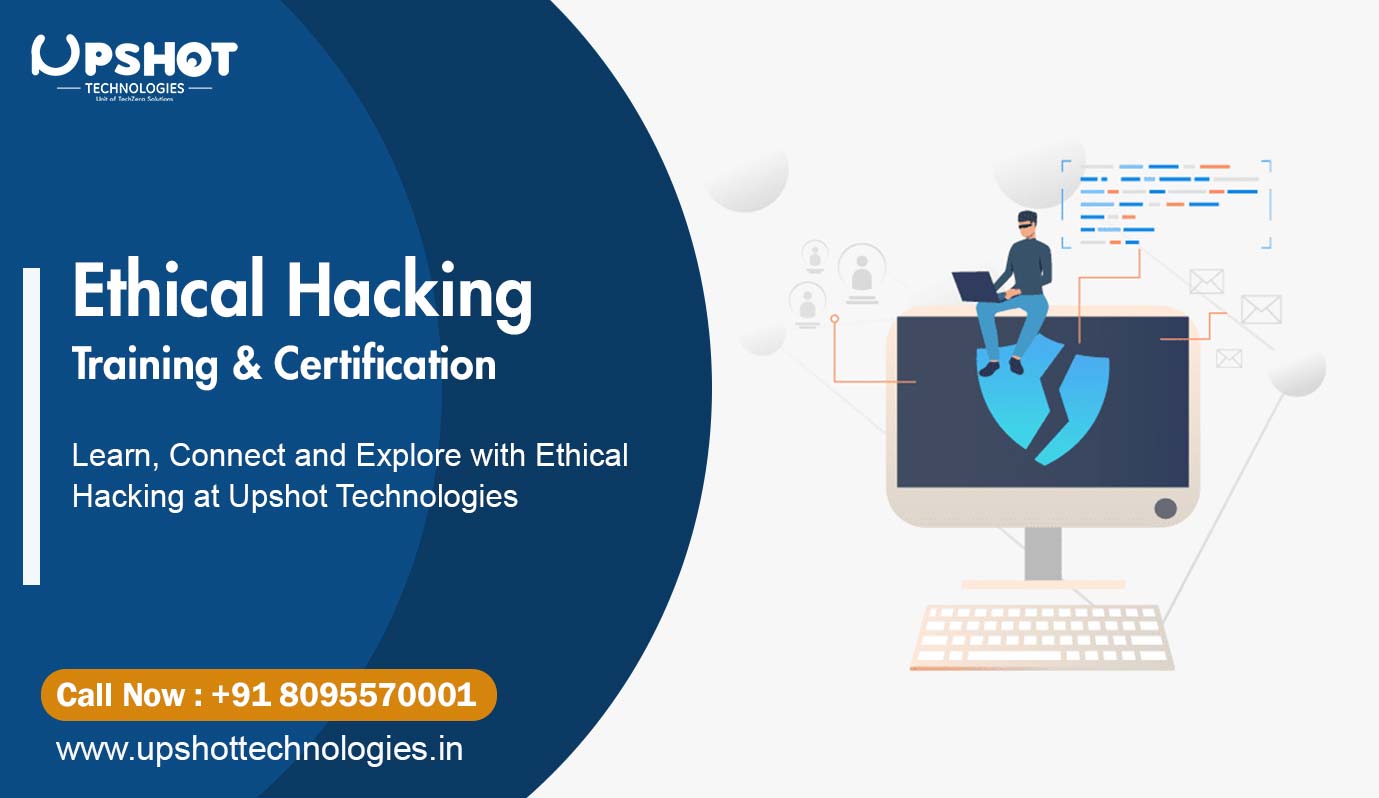 UPSHOT
TECHNOLOGIES
Unit of TechZero Solutions
Ethical Hacking
Training & Certification
Learn, Connect and Explore with Ethical
Hacking at Upshot Technologies
Call Now : +91 8095570001
www.upshottechnologies.in